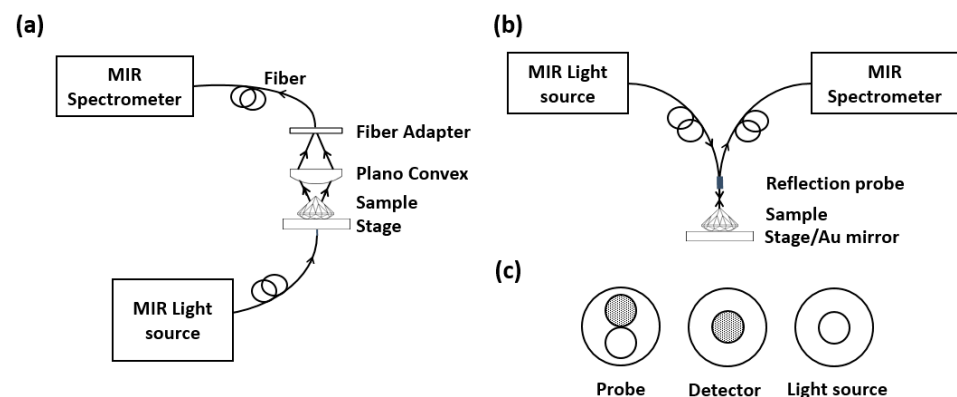 (a)
MIR
Spectrometer
Fiber
Fiber Adapter
Plano Convex
Sample
Stage
MIR Light
source
(b)
MIR Light
source
MIR
Spectrometer
Reflection probe
Sample
Stage/Au mirror
(c)
Probe
Detector
Light source